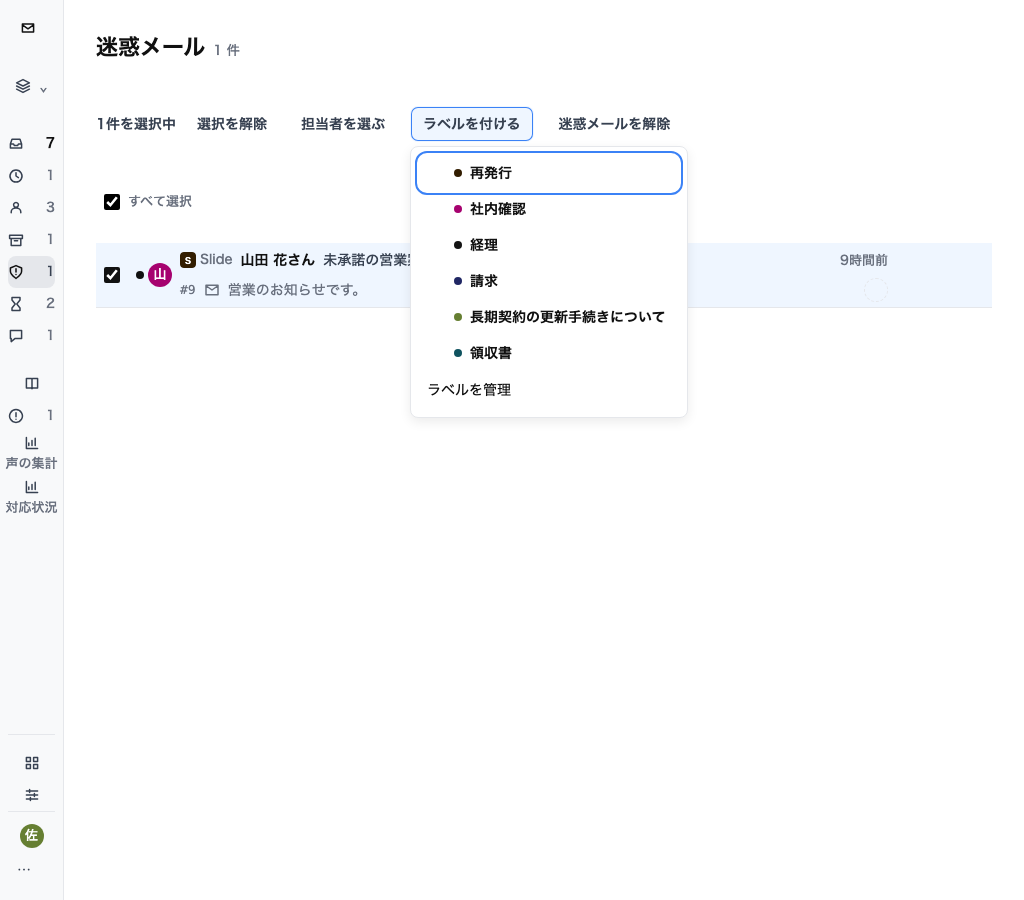 迷惑メール 1 件
1件を選択中 選択を解除 担当者を選ぶ ラベルを付ける 迷惑メールを解除
7
1
3
1
1
2
1
1
声の集計
対応状況
佐
…
すべて選択
山 s Slide 山田 花さん 未承諾の営業 9時間前
#9 営業のお知らせです。
再発行
社内確認
経理
請求
長期契約の更新手続きについて
領収書
ラベルを管理